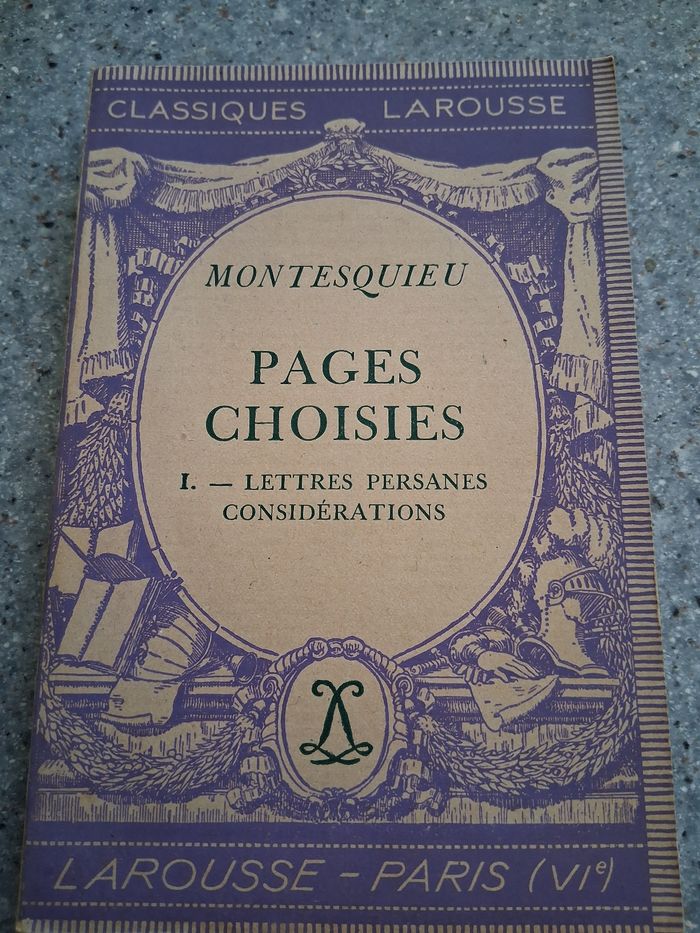 CLASSIQUES LAROUSSE
MONTESQUIEU
PAGES
CHOISIES
I. — LETTRES PERSANES
CONSIDÉRATIONS
LAROUSSE – PARIS (VIe)